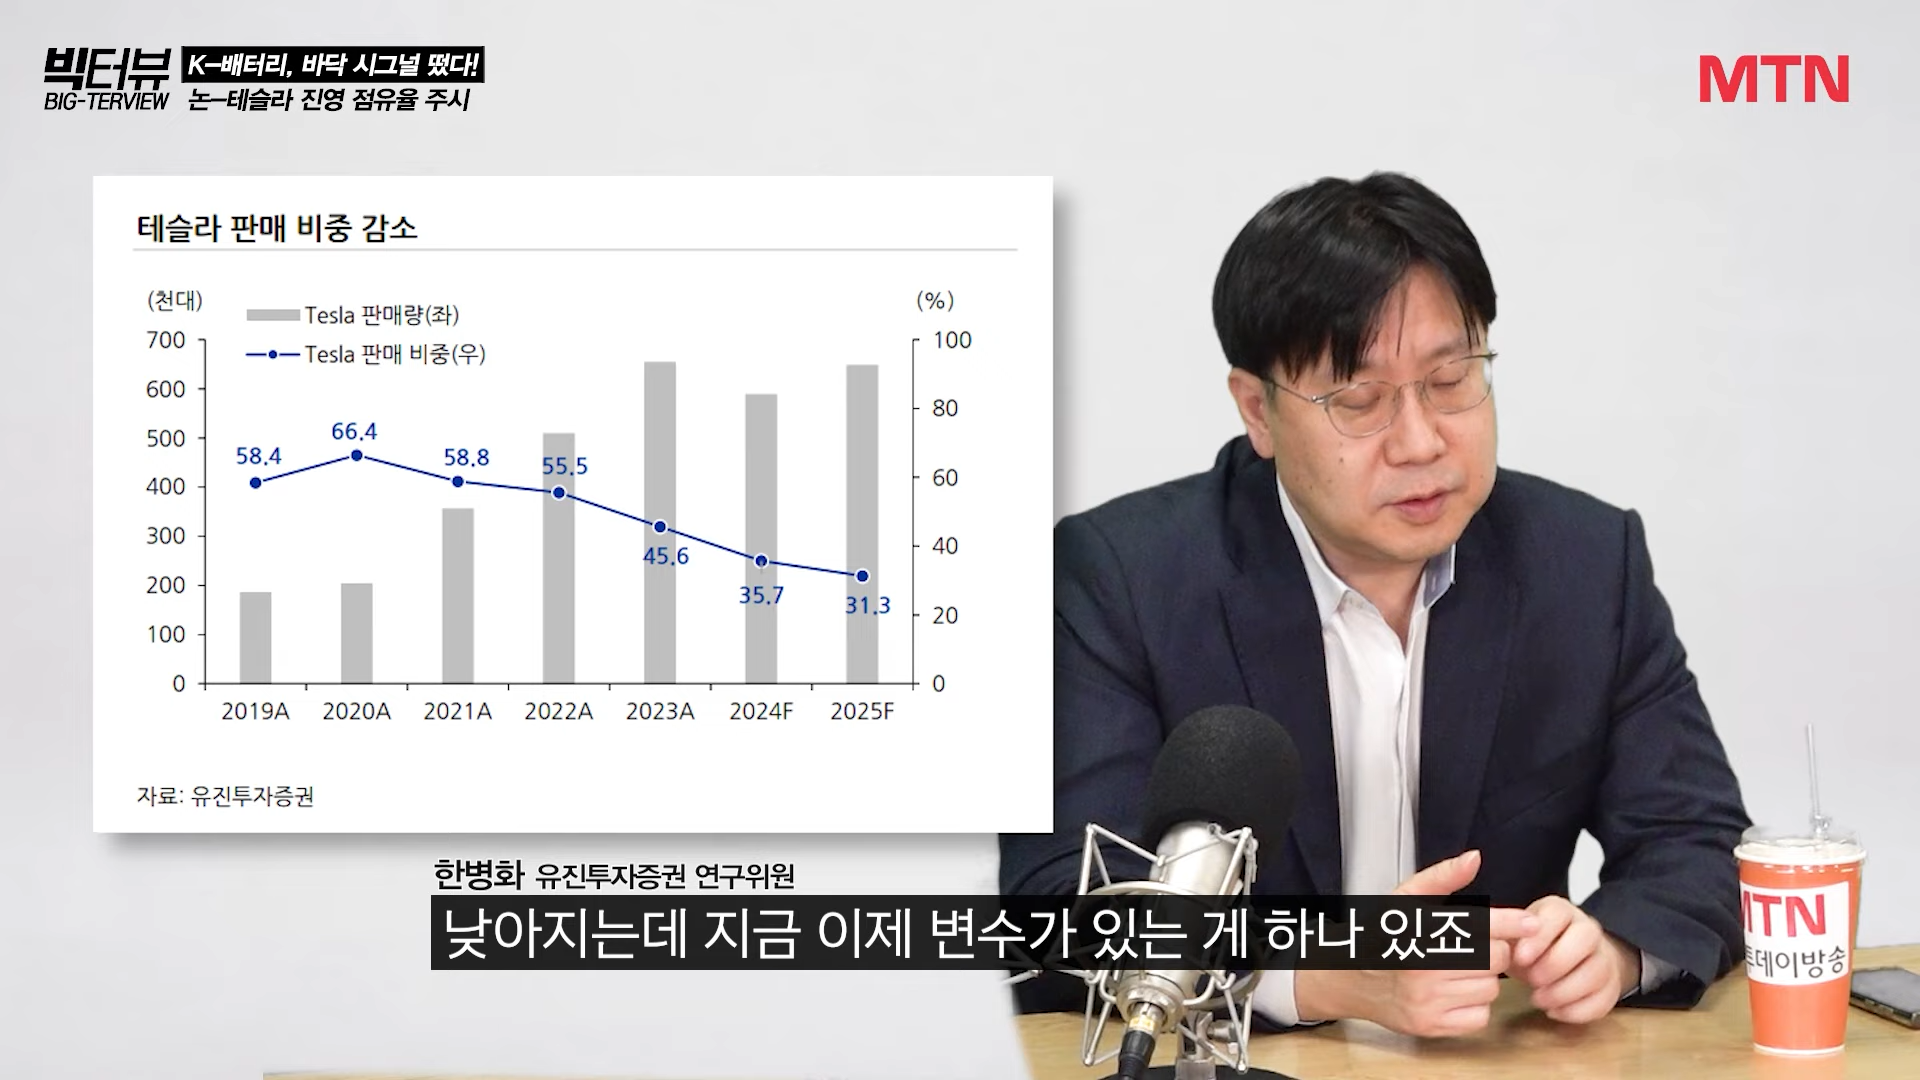 빅터뷰
BIG-TERVIEW
K-배터리, 바닥 시그널 떴다!
논-테슬라 진영 점유율 주시
MTN
테슬라 판매 비중 감소
(천대)
(%)
Tesla 판매량(좌)
Tesla 판매 비중(우)
700
600
500
400
300
200
100
0
100
80
60
40
20
0
58.4
66.4
58.8
55.5
45.6
35.7
31.3
2019A 2020A 2021A 2022A 2023A 2024F 2025F
자료: 유진투자증권
한병화 유진투자증권 연구위원
낮아지는데 지금 이제 변수가 있는 게 하나 있죠
MTN
투데이방송